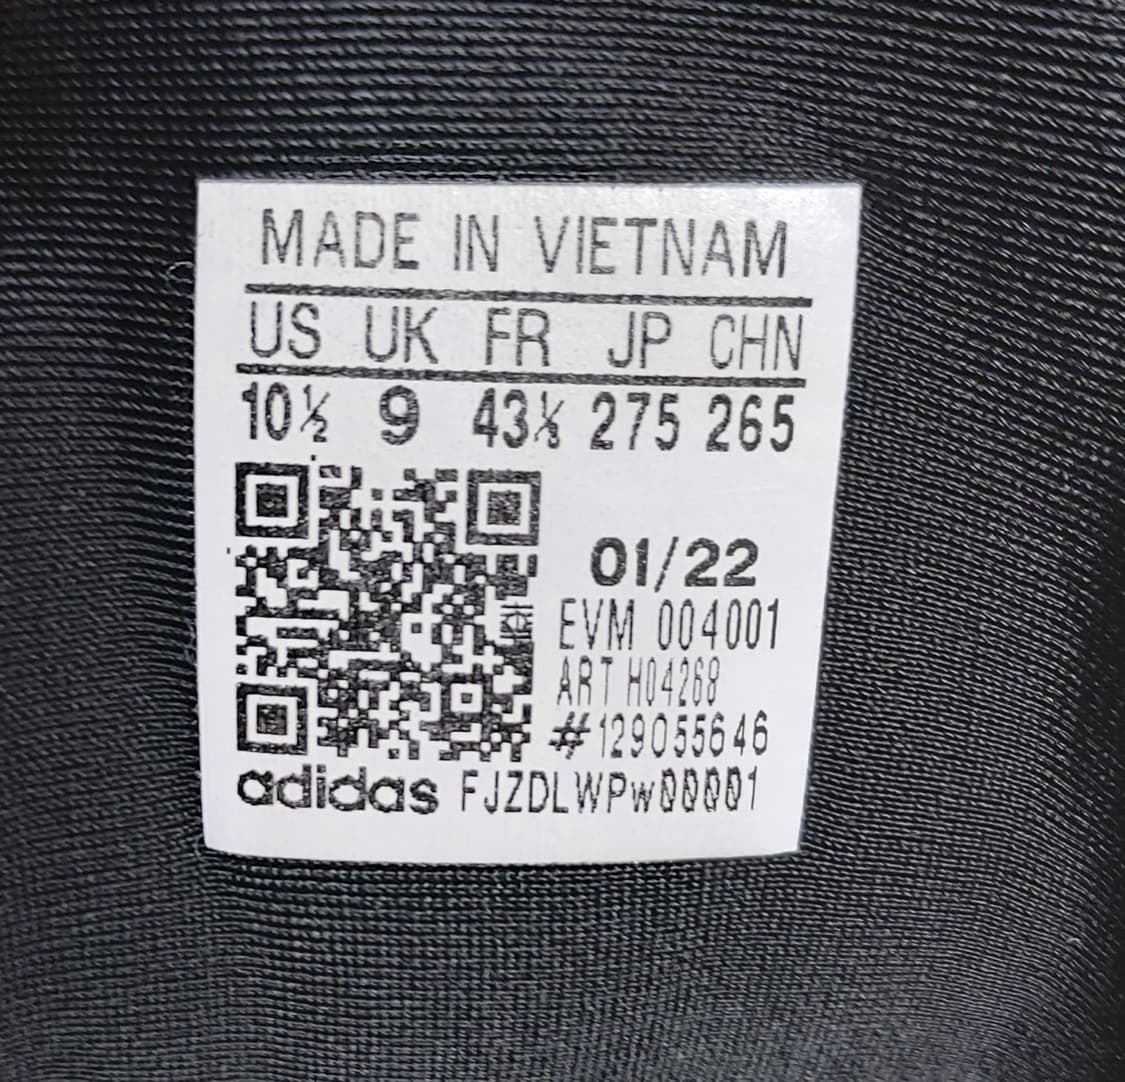 MADE IN VIETNAM
US UK FR JP CHN
10½ 9 43⅓ 275 265
01/22
EVM 004001
ART H04268
#129055646
adidas FJZDLWPw00001